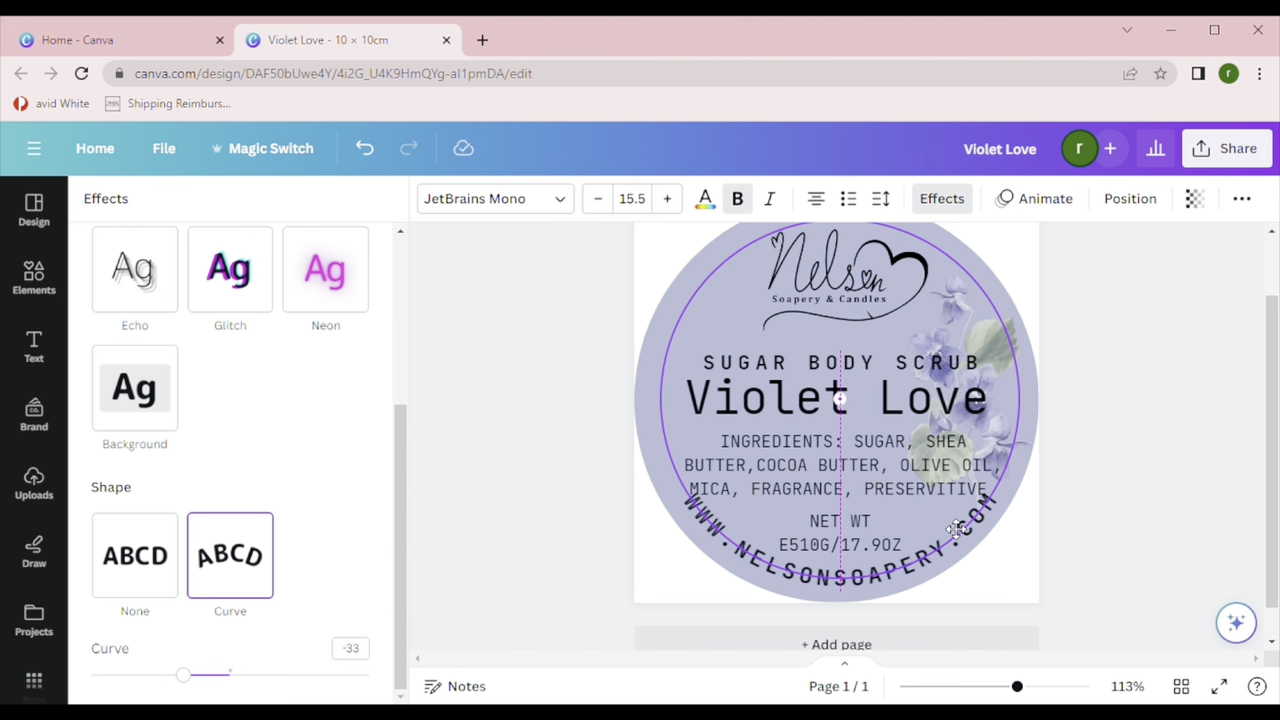 Home - Canva
Violet Love - 10 × 10cm
canva.com/design/DAF50bUwe4Y/4i2G_U4K9HmQYg-aI1pmDA/edit
r
avid White
Shipping Reimburs...
Home
File
Magic Switch
Violet Love
r
Share
Effects
JetBrains Mono
15.5
A
B
I
Effects
Animate
Position
Design
Elements
Text
Brand
Uploads
Draw
Projects
Ag
Echo
Ag
Glitch
Ag
Neon
Ag
Background
Shape
ABCD
None
ABCD
Curve
Curve
-33
Nelson
Soapery & Candles
SUGAR BODY SCRUB
Violet Love
INGREDIENTS: SUGAR, SHEA
BUTTER,COCOA BUTTER, OLIVE OIL,
MICA, FRAGRANCE, PRESERVITIVE
NET WT
E510G/17.9OZ
WWW.NELSONSOAPERY.COM
+ Add page
Notes
Page 1 / 1
113%